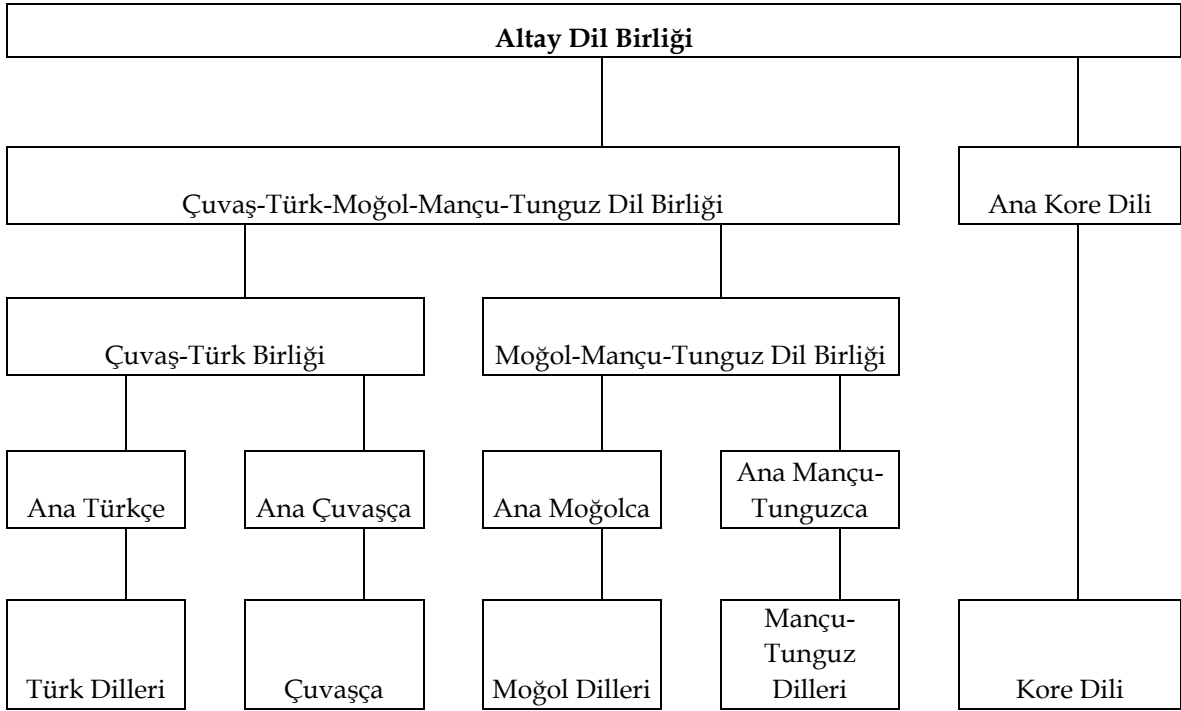 Altay Dil Birliği
Çuvaş-Türk-Moğol-Mançu-Tunguz Dil Birliği
Ana Kore Dili
Çuvaş-Türk Birliği
Moğol-Mançu-Tunguz Dil Birliği
Ana Türkçe
Ana Çuvaşça
Ana Moğolca
Ana Mançu-
Tunguzca
Türk Dilleri
Çuvaşça
Moğol Dilleri
Mançu-
Tunguz
Dilleri
Kore Dili